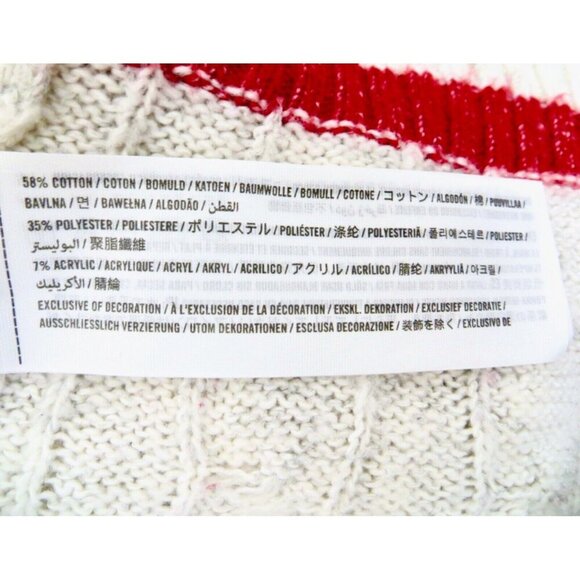 58% COTTON / COTON / BOMULD / KATOEN / BAUMWOLLE / BOMULL / COTONE / コットン / ALGODÓN / 棉 / POUVILLAA /
BAVLNA / 면 / BAWEŁNA / ALGODÃO / القطن
35% POLYESTER / POLIESTERE / ポリエステル / POLIÉSTER / 涤纶 / POLYESTERIÄ / 폴리에스테르 / POLIESTER /
البوليستر / 聚脂纖維
7% ACRYLIC / ACRYLIQUE / ACRYL / AKRYL / ACRILICO / アクリル / ACRÍLICO / 腈纶 / AKRYYLIÄ / 아크릴 /
الأكريليك / 腈綸
EXCLUSIVE OF DECORATION / À L'EXCLUSION DE LA DÉCORATION / EKSKL. DEKORATION / EXCLUSIEF DECORATIE /
AUSSCHLIESSLICH VERZIERUNG / UTOM DEKORATIONEN / ESCLUSA DECORAZIONE / 装飾を除く / EXCLUSIVO DE